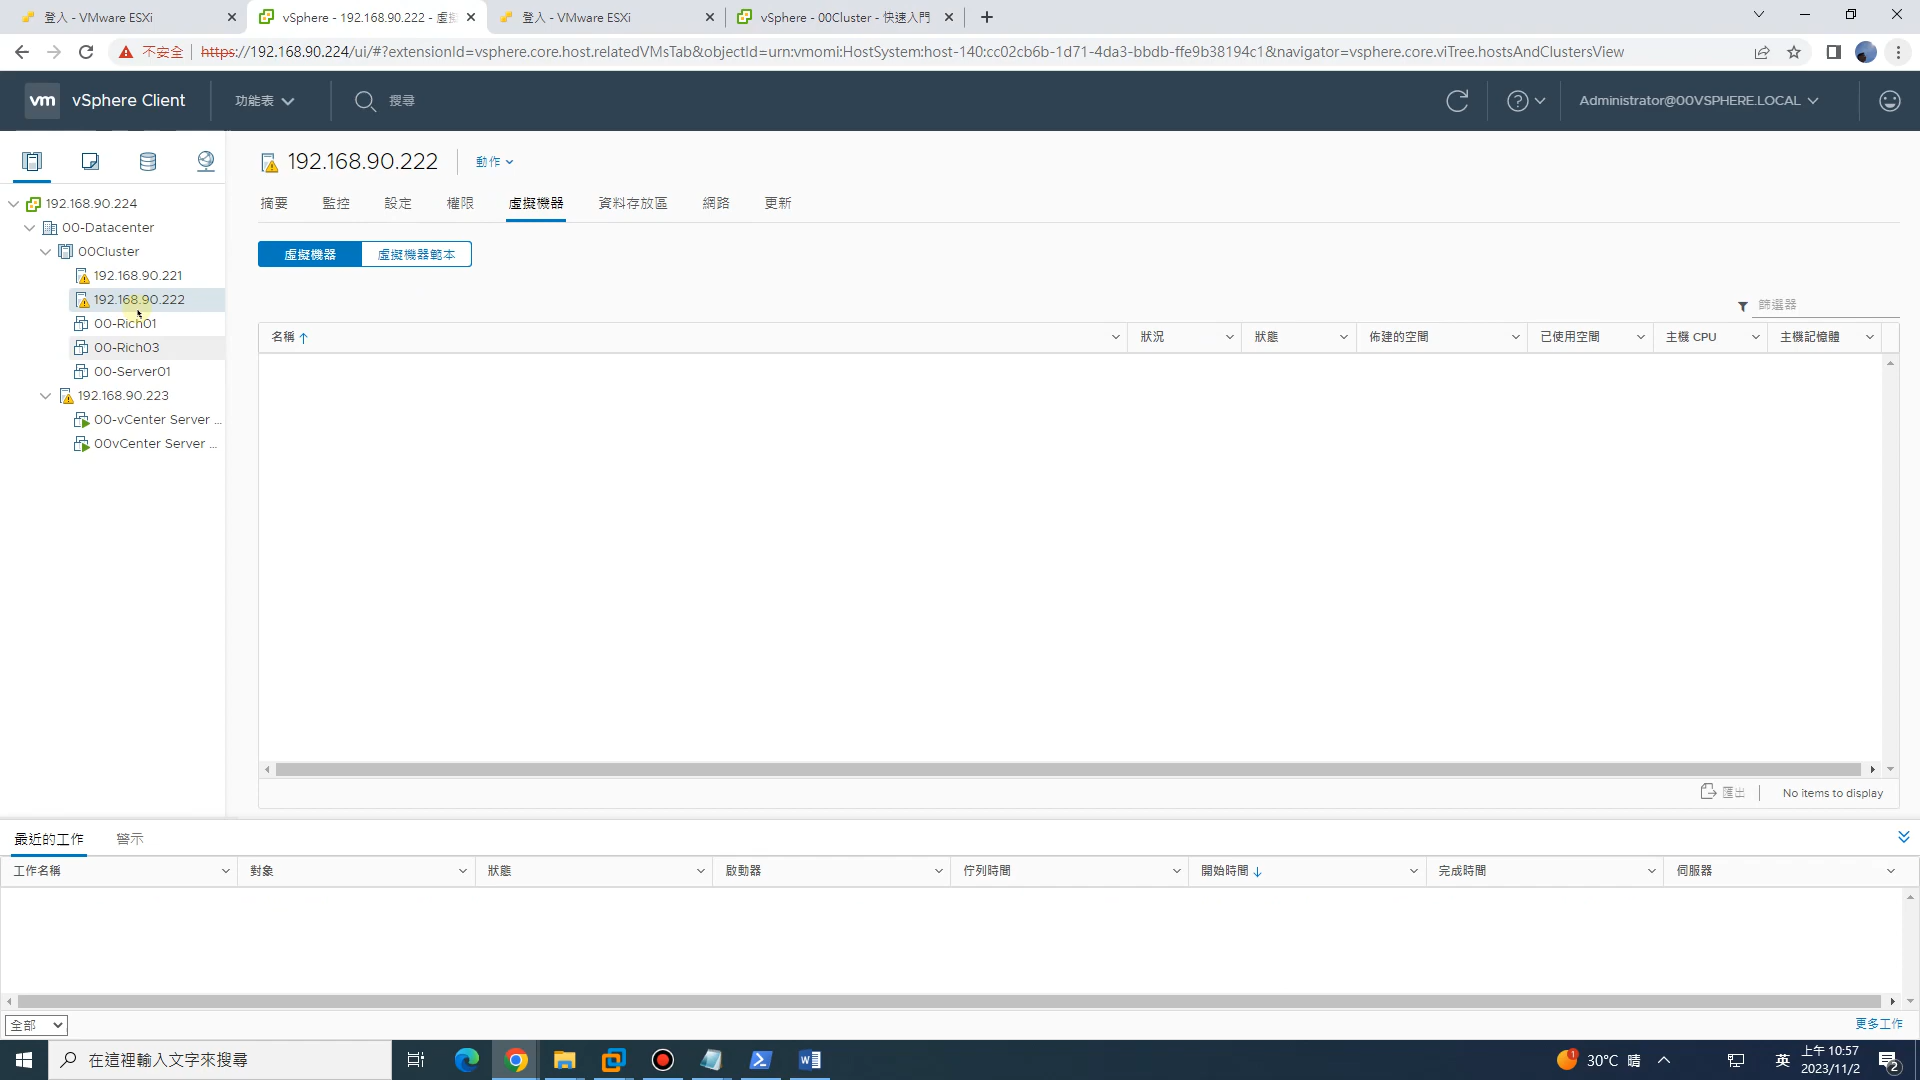 登入 - VMware ESXi
vSphere - 192.168.90.222 - 虛擬
登入 - VMware ESXi
vSphere - 00Cluster - 快速入門
不安全
https://192.168.90.224/ui/#?extensionId=vsphere.core.host.relatedVMsTab&objectId=urn:vmomi:HostSystem:host-140:cc02cb6b-1d71-4da3-bbdb-ffe9b38194c1&navigator=vsphere.core.viTree.hostsAndClustersView
vm vSphere Client
功能表
搜尋
Administrator@00VSPHERE.LOCAL
192.168.90.222
動作
摘要 監控 設定 權限 虛擬機器 資料存放區 網路 更新
虛擬機器 虛擬機器範本
192.168.90.224
00-Datacenter
00Cluster
192.168.90.221
192.168.90.222
00-Rich01
00-Rich03
00-Server01
192.168.90.223
00-vCenter Server ...
00vCenter Server ...
篩選器
名稱 狀況 狀態 佈建的空間 已使用空間 主機 CPU 主機記憶體
匯出
No items to display
最近的工作 警示
工作名稱 對象 狀態 啟動器 佇列時間 開始時間 完成時間 伺服器
全部
更多工作
在這裡輸入文字來搜尋
1
30°C 晴
英
上午 10:57
2023/11/2
2